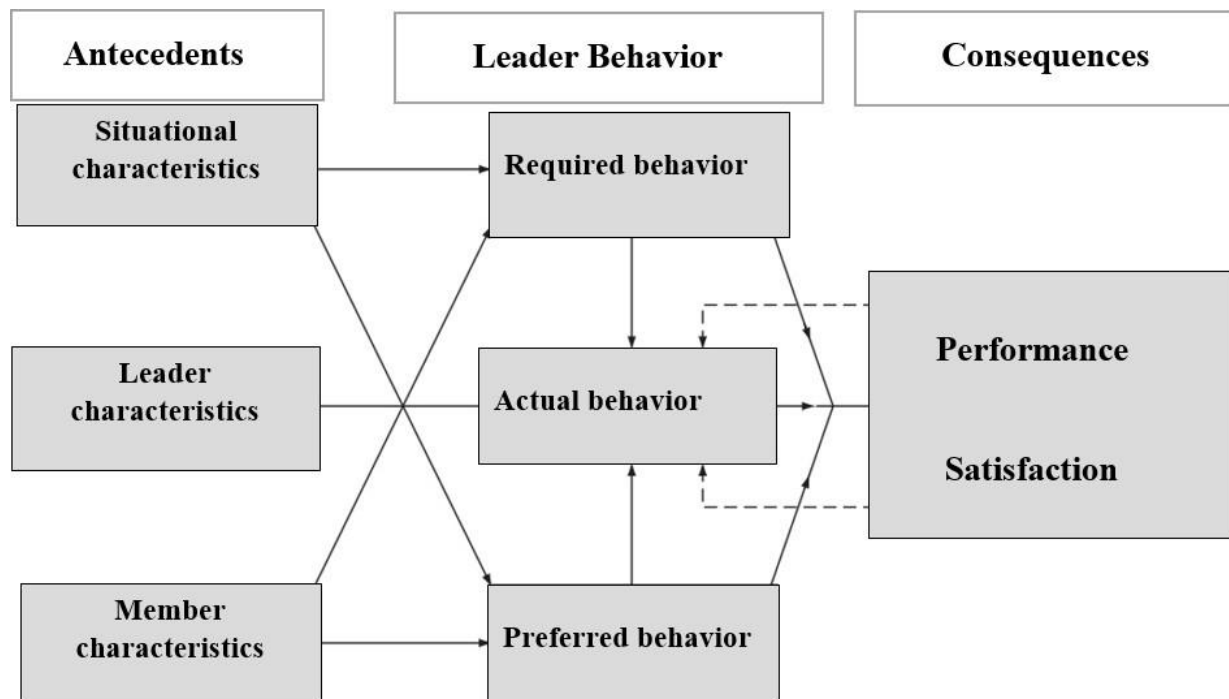 Antecedents
Leader Behavior
Consequences
Situational
characteristics
Required behavior
Leader
characteristics
Actual behavior
Performance
Satisfaction
Member
characteristics
Preferred behavior